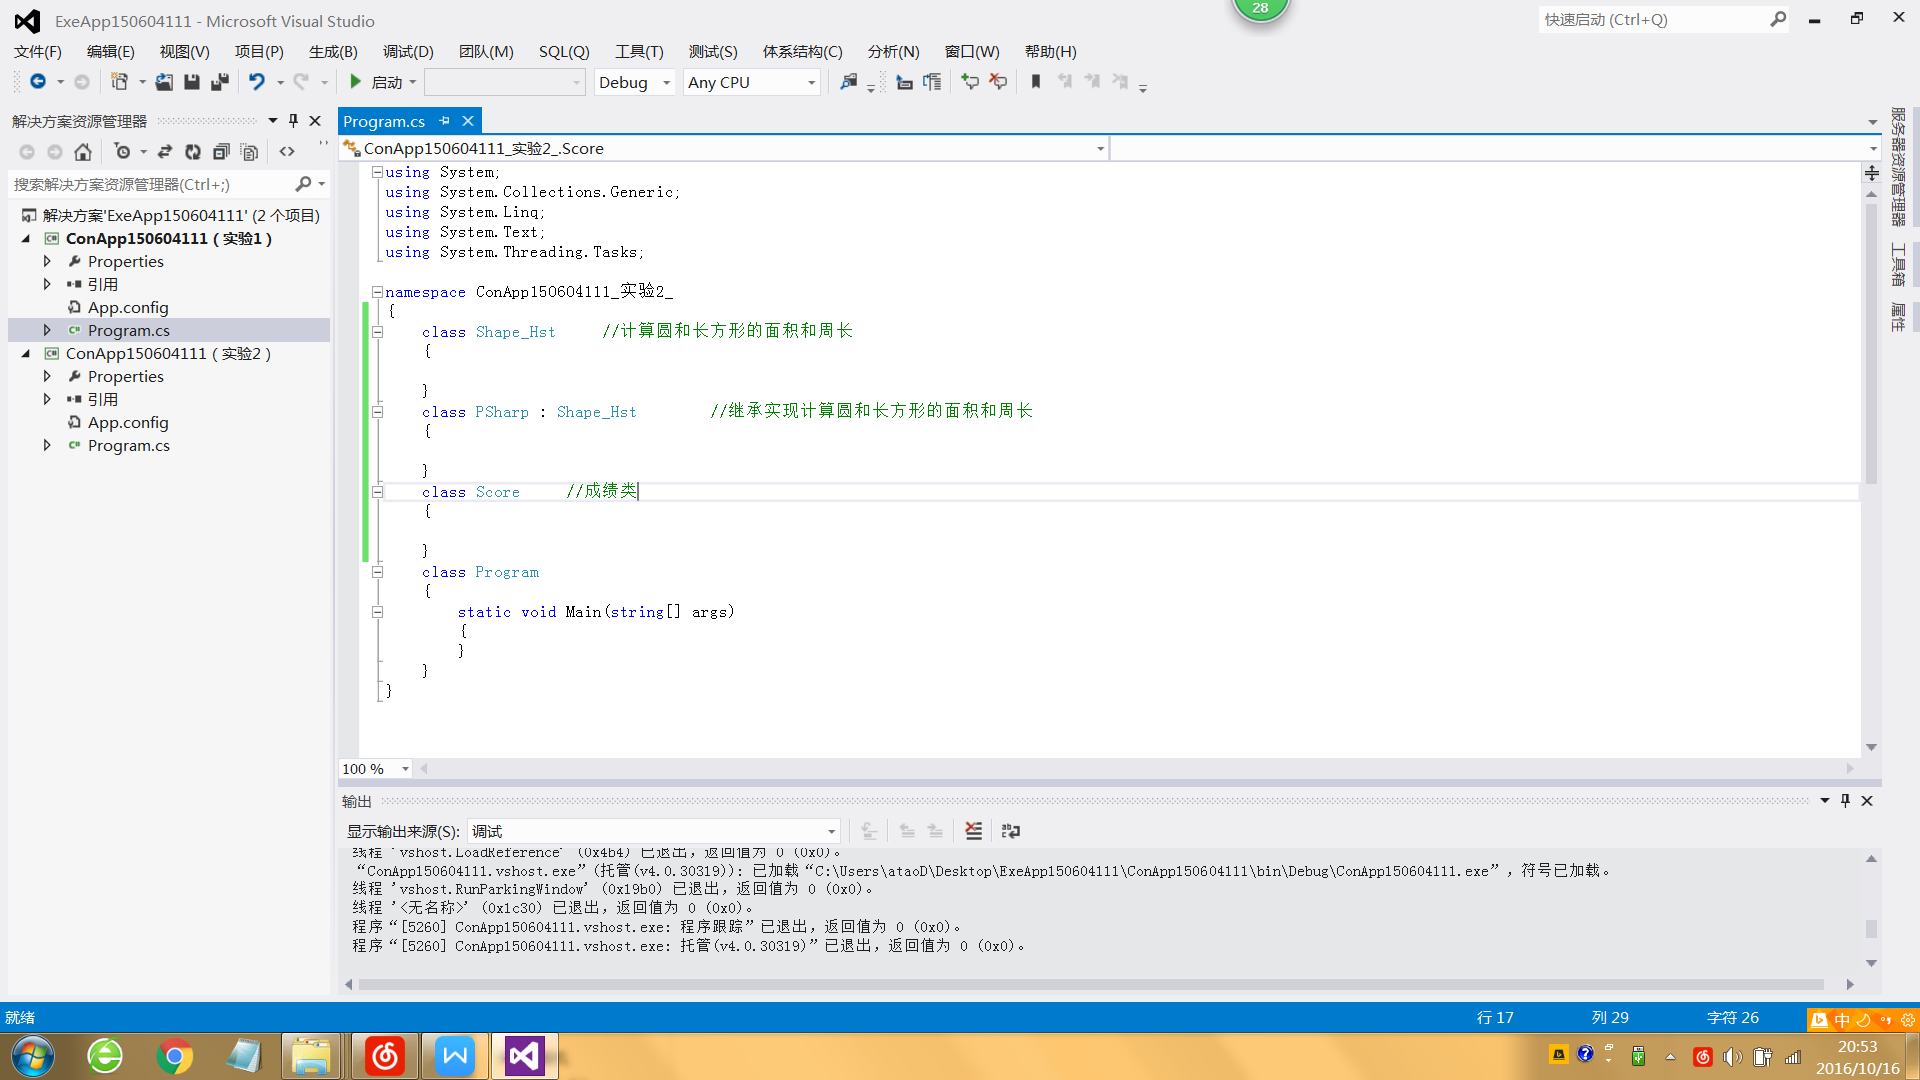 28
ExeApp150604111 - Microsoft Visual Studio
快速启动 (Ctrl+Q)
文件(F) 编辑(E) 视图(V) 项目(P) 生成(B) 调试(D) 团队(M) SQL(Q) 工具(T) 测试(S) 体系结构(C) 分析(N) 窗口(W) 帮助(H)
启动 Debug Any CPU
解决方案资源管理器
搜索解决方案资源管理器(Ctrl+;)
解决方案'ExeApp150604111' (2 个项目)
ConApp150604111 ( 实验1 )
Properties
引用
App.config
Program.cs
ConApp150604111 ( 实验2 )
Properties
引用
App.config
Program.cs
Program.cs
ConApp150604111_实验2_.Score
using System;
using System.Collections.Generic;
using System.Linq;
using System.Text;
using System.Threading.Tasks;
namespace ConApp150604111_实验2_
{
class Shape_Hst //计算圆和长方形的面积和周长
{
}
class PSharp : Shape_Hst //继承实现计算圆和长方形的面积和周长
{
}
class Score //成绩类
{
}
class Program
{
static void Main(string[] args)
{
}
}
}
100 %
输出
显示输出来源(S): 调试
线程 'vshost.LoadReference' (0x4b4) 已退出，返回值为 0 (0x0)。
“ConApp150604111.vshost.exe”(托管(v4.0.30319)): 已加载“C:\Users\ataoD\Desktop\ExeApp150604111\ConApp150604111\bin\Debug\ConApp150604111.exe”，符号已加载。
线程 'vshost.RunParkingWindow' (0x19b0) 已退出，返回值为 0 (0x0)。
线程 '<无名称>' (0x1c30) 已退出，返回值为 0 (0x0)。
程序“[5260] ConApp150604111.vshost.exe: 程序跟踪”已退出，返回值为 0 (0x0)。
程序“[5260] ConApp150604111.vshost.exe: 托管(v4.0.30319)”已退出，返回值为 0 (0x0)。
服务器资源管理器
工具箱
属性
就绪
行 17 列 29 字符 26
中
20:53
2016/10/16